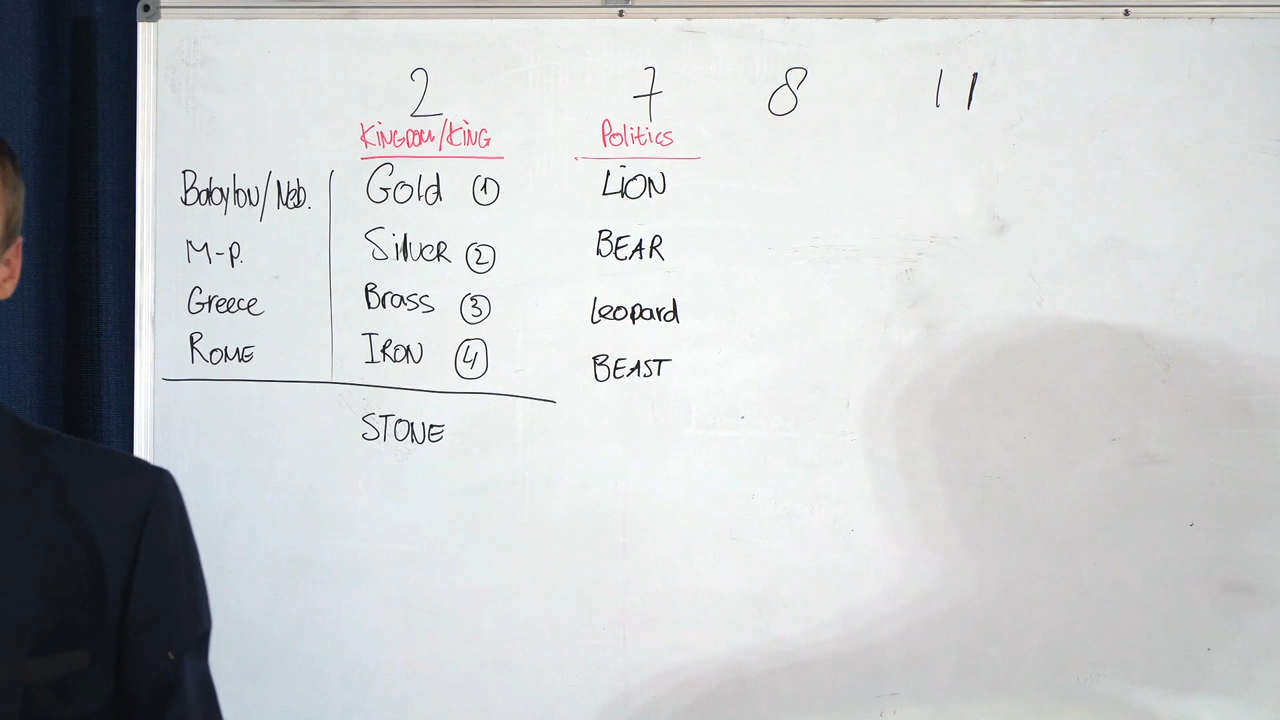 2 7 8 11
KINGDOM/KING Politics
Babylon/Neb. Gold ① LION
M-P. Silver ② BEAR
Greece Brass ③ Leopard
ROME IRON ④ BEAST
STONE